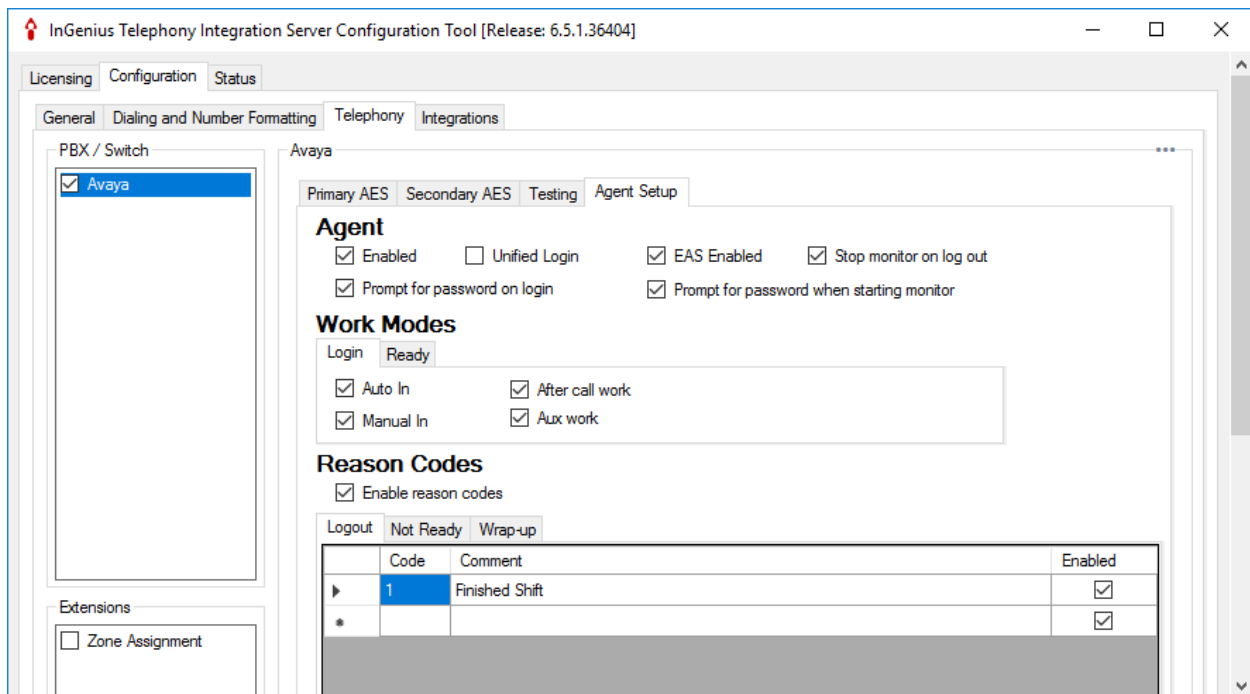 InGenius Telephony Integration Server Configuration Tool [Release: 6.5.1.36404]
Licensing Configuration Status
General Dialing and Number Formatting Telephony Integrations
PBX / Switch
Avaya
Extensions
Zone Assignment
Avaya
Primary AES Secondary AES Testing Agent Setup
Agent
Enabled Unified Login EAS Enabled Stop monitor on log out
Prompt for password on login Prompt for password when starting monitor
Work Modes
Login Ready
Auto In After call work
Manual In Aux work
Reason Codes
Enable reason codes
Logout Not Ready Wrap-up
Code Comment Enabled
1 Finished Shift